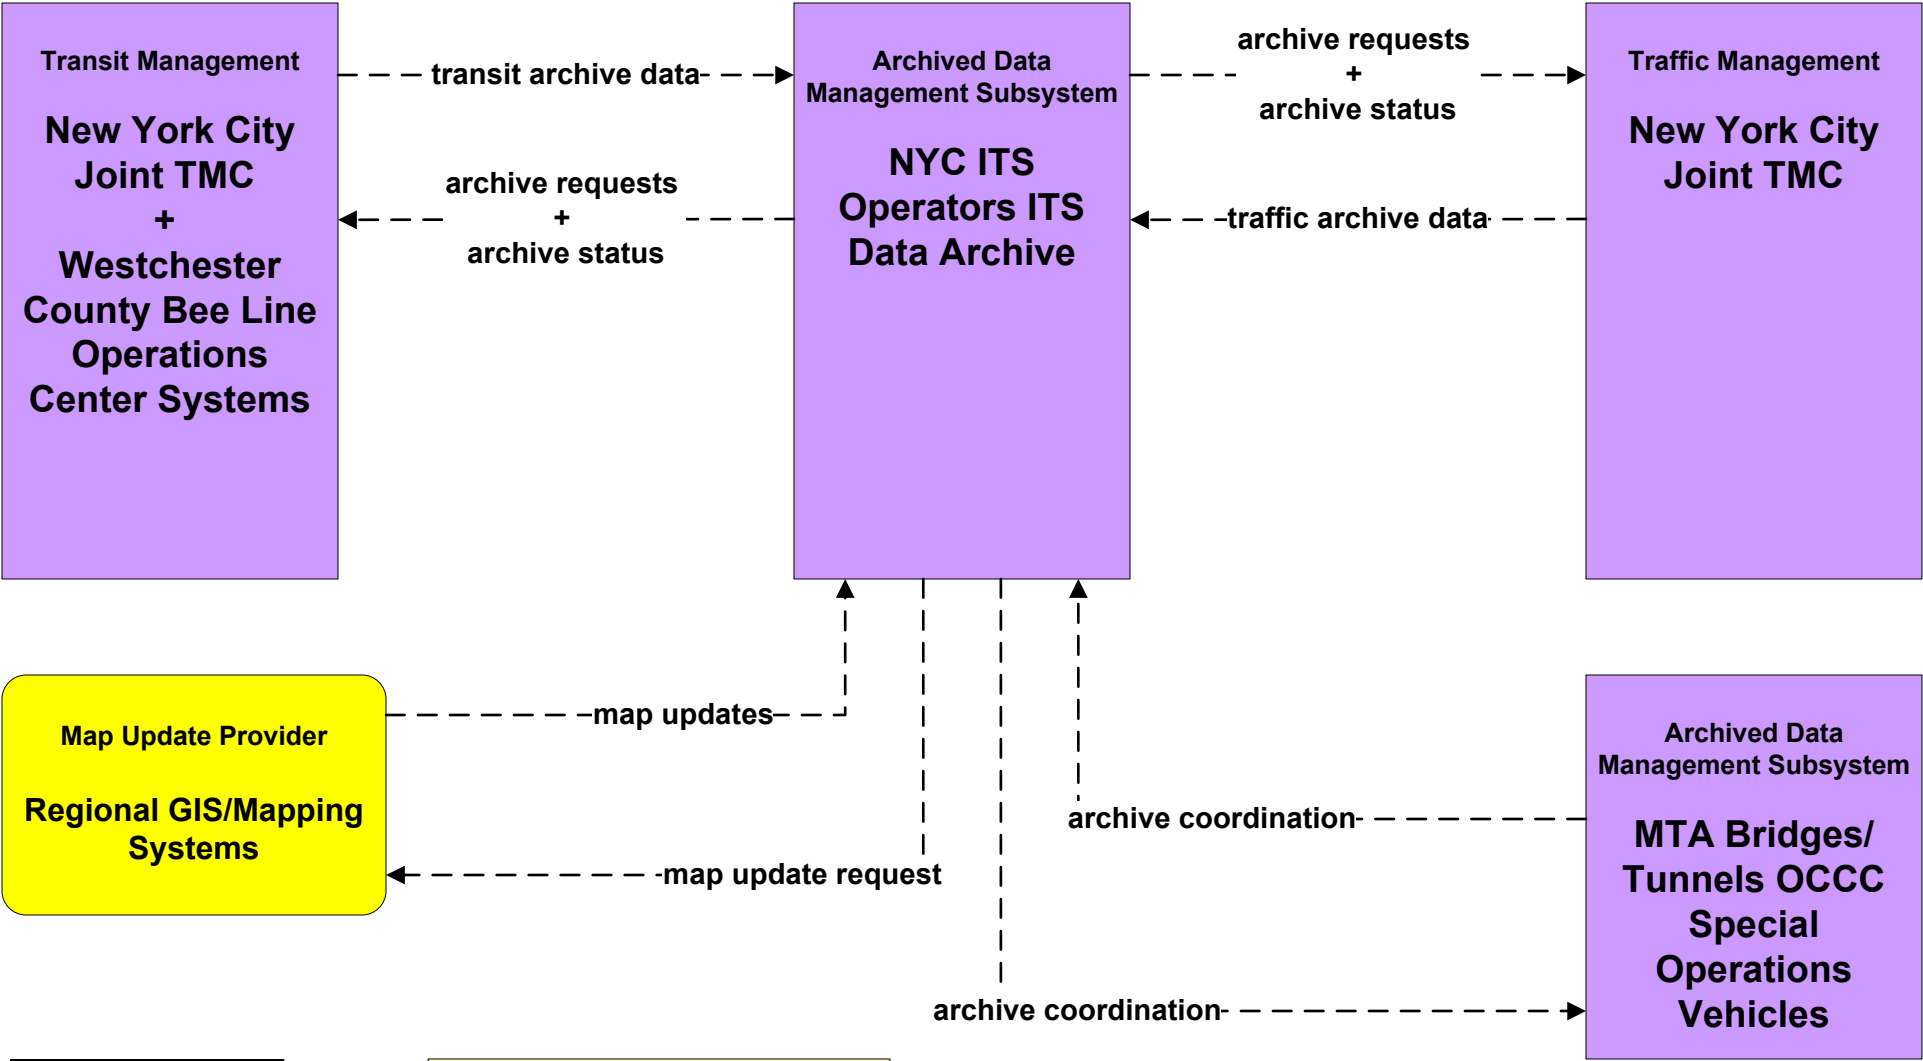 Transit Management
New York City
Joint TMC
+
Westchester
County Bee Line
Operations
Center Systems
transit archive data
archive requests
+
archive status
Archived Data
Management Subsystem
NYC ITS
Operators ITS
Data Archive
archive requests
+
archive status
traffic archive data
Traffic Management
New York City
Joint TMC
Map Update Provider
Regional GIS/Mapping
Systems
map updates
map update request
archive coordination
archive coordination
Archived Data
Management Subsystem
MTA Bridges/
Tunnels OCCC
Special
Operations
Vehicles